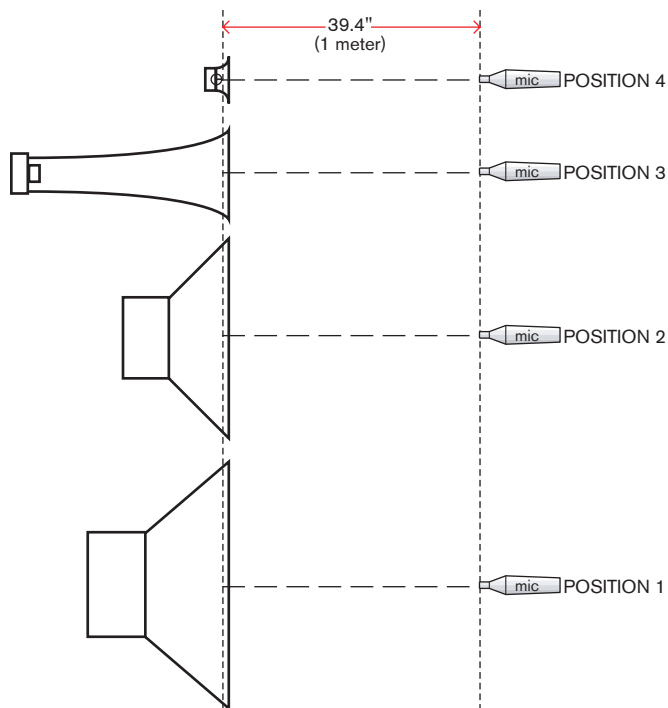 39.4"
(1 meter)
mic POSITION 4
mic POSITION 3
mic POSITION 2
mic POSITION 1